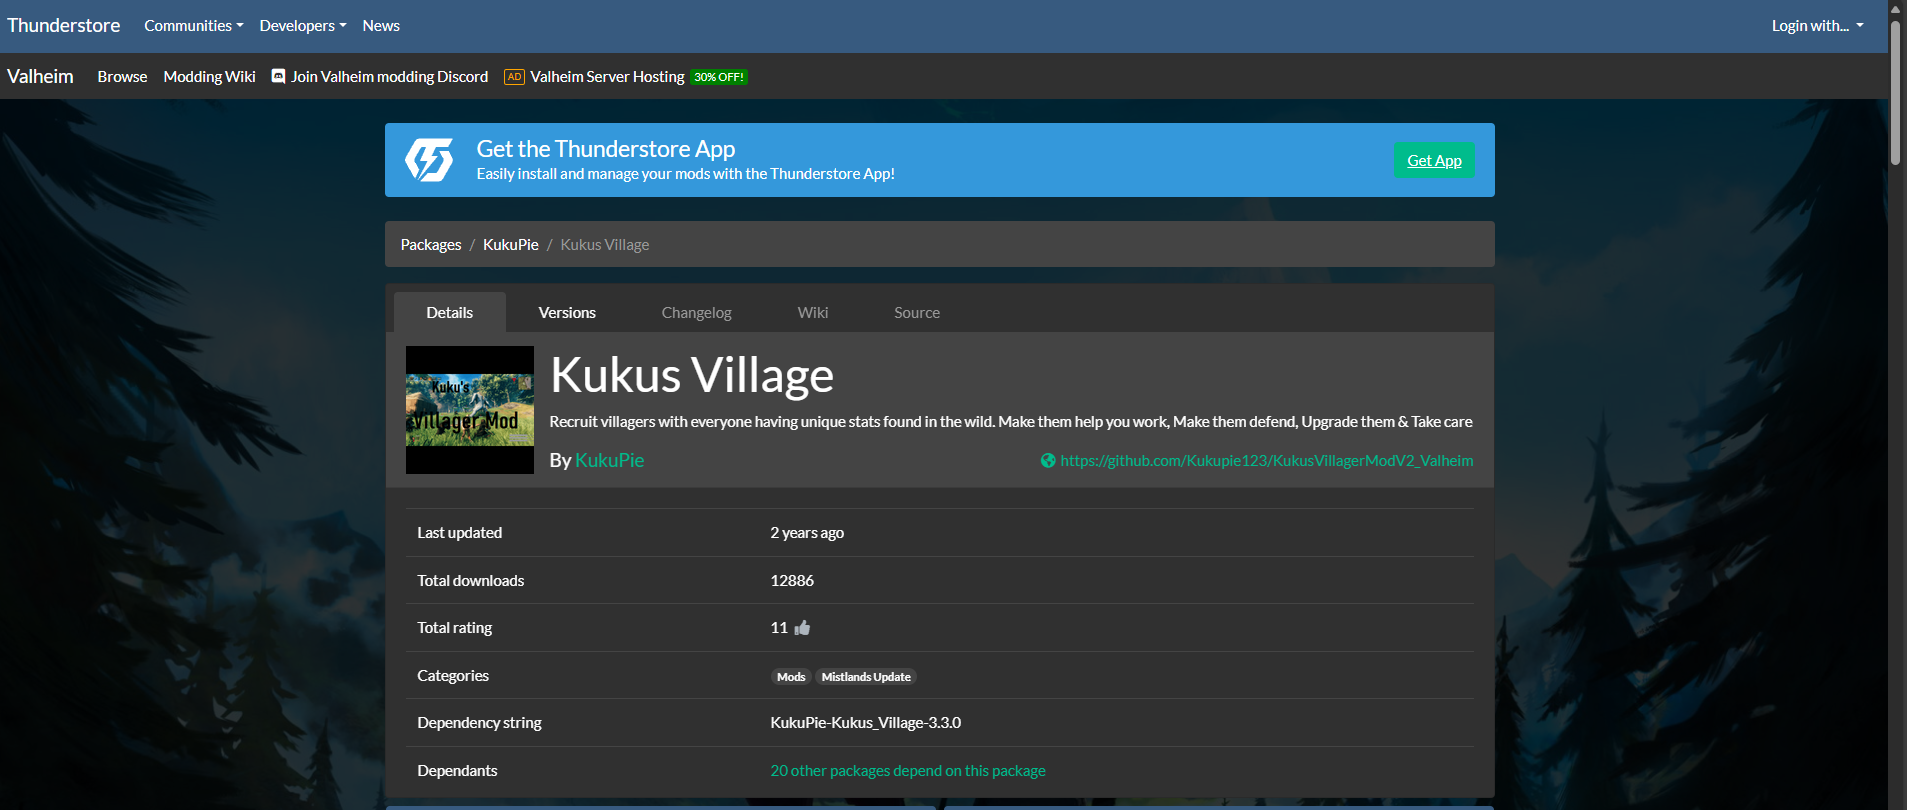 Thunderstore Communities Developers News Login with...
Valheim Browse Modding Wiki Join Valheim modding Discord AD Valheim Server Hosting 30% OFF!
Get the Thunderstore App
Easily install and manage your mods with the Thunderstore App!
Get App
Packages / KukuPie / Kukus Village
Details Versions Changelog Wiki Source
Kuku's
Villager Mod
Kukus Village
Recruit villagers with everyone having unique stats found in the wild. Make them help you work, Make them defend, Upgrade them & Take care
By KukuPie https://github.com/Kukupie123/KukusVillagerModV2_Valheim
Last updated 2 years ago
Total downloads 12886
Total rating 11
Categories Mods Mistlands Update
Dependency string KukuPie-Kukus_Village-3.3.0
Dependants 20 other packages depend on this package